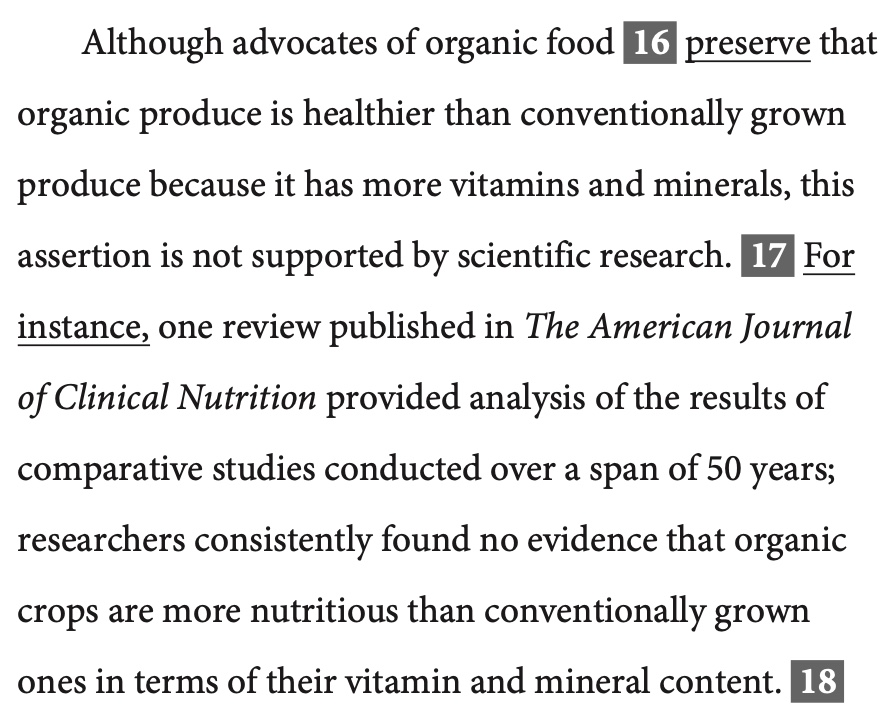 Although advocates of organic food 16 preserve that
organic produce is healthier than conventionally grown
produce because it has more vitamins and minerals, this
assertion is not supported by scientific research. 17 For
instance, one review published in The American Journal
of Clinical Nutrition provided analysis of the results of
comparative studies conducted over a span of 50 years;
researchers consistently found no evidence that organic
crops are more nutritious than conventionally grown
ones in terms of their vitamin and mineral content. 18